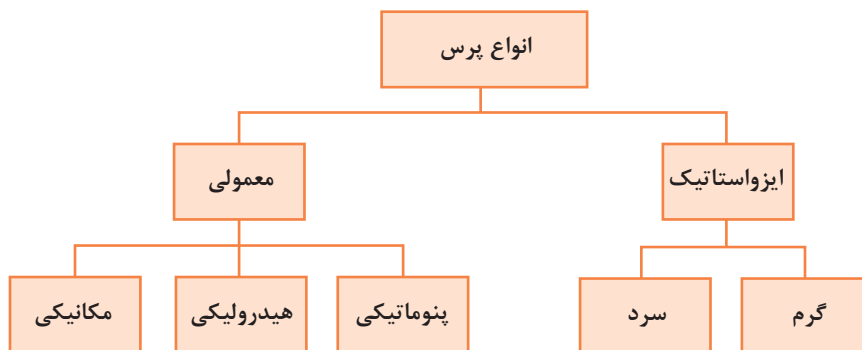 انواع پرس
ایزواستاتیک
معمولی
گرم
سرد
پنوماتیکی
هیدرولیکی
مکانیکی